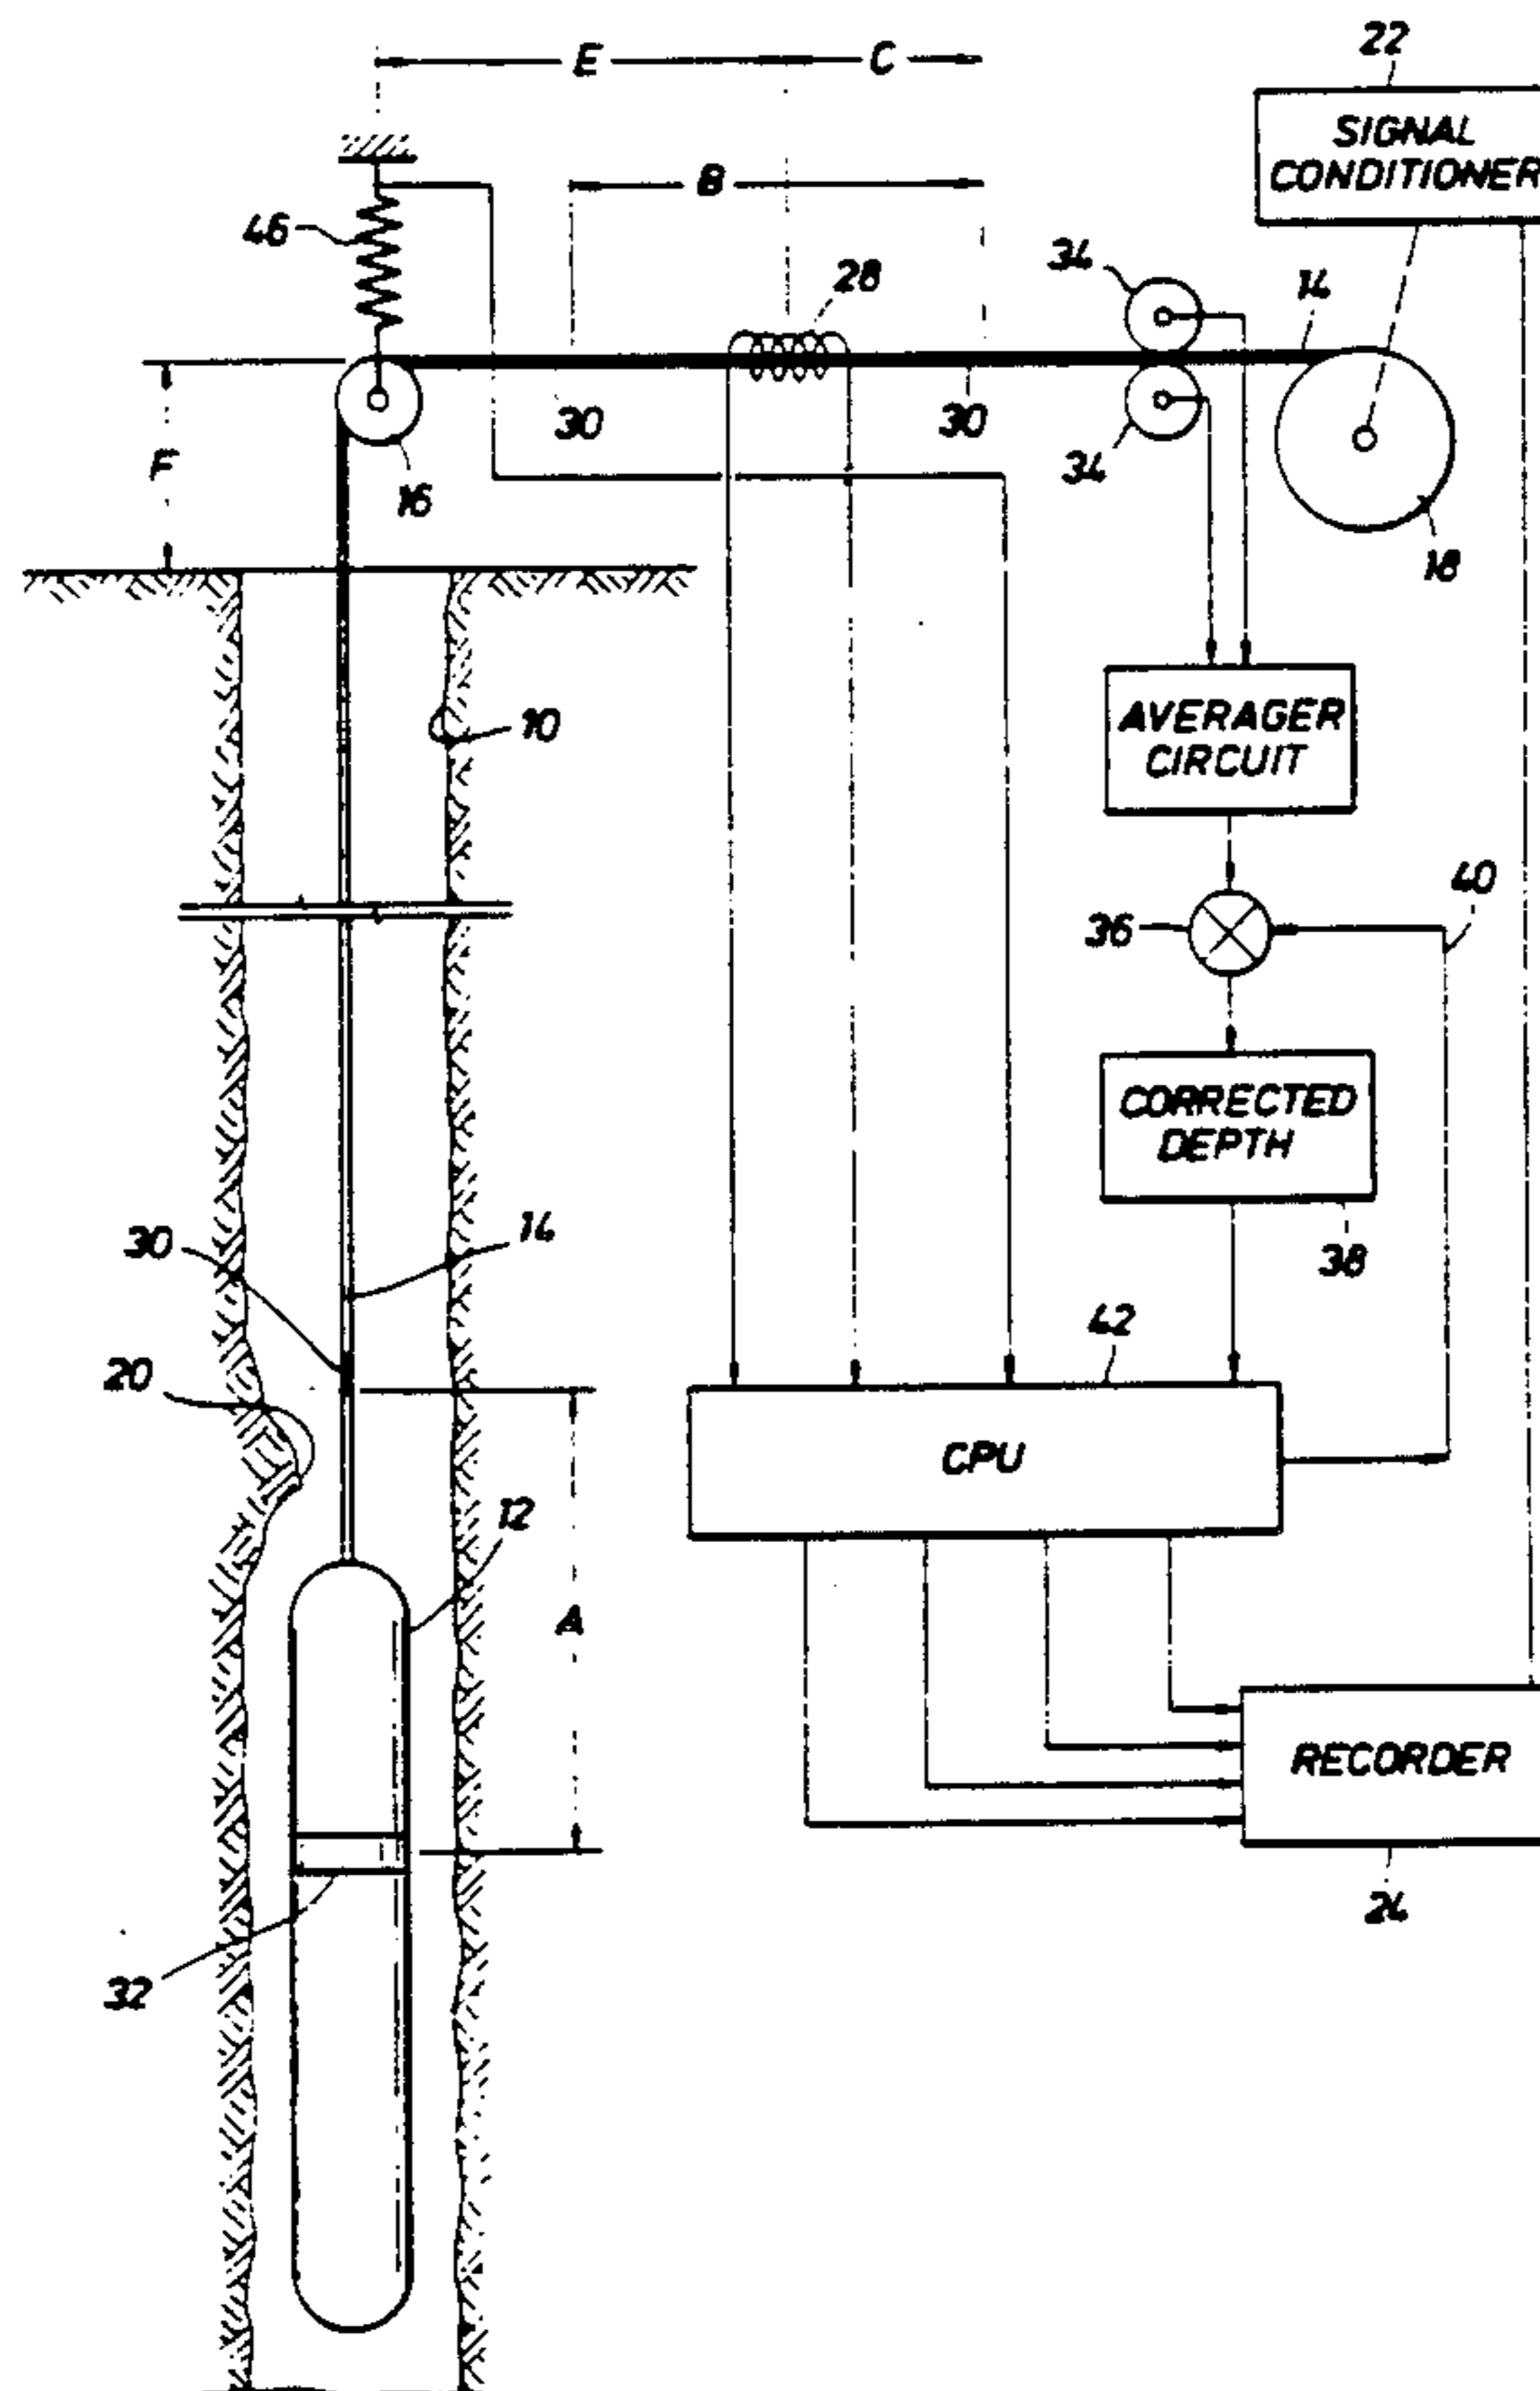 22
E
C
SIGNAL
CONDITIONER
B
46
34
28
14
30
30
F
34
16
18
10
AVERAGER
CIRCUIT
40
36
CORRECTED
DEPTH
30
14
38
42
20
CPU
12
A
RECORDER
24
32